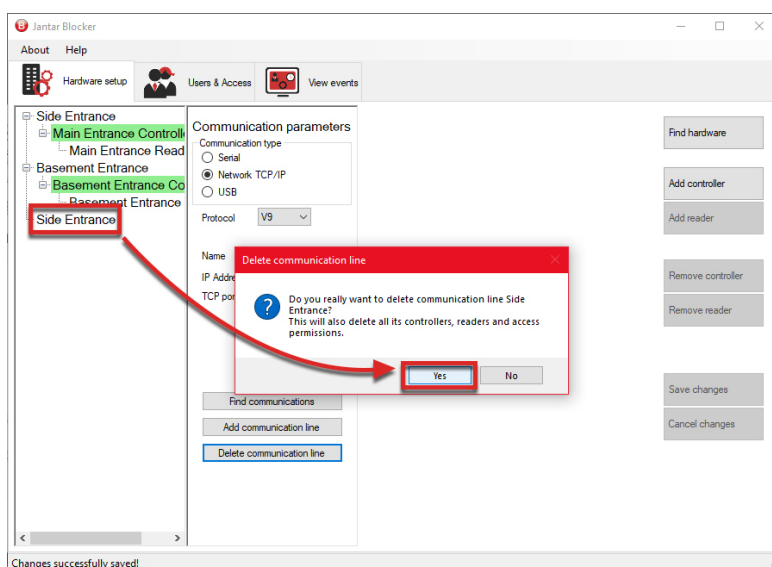 Jantar Blocker
About Help
Hardware setup
Users & Access
View events
Side Entrance
Main Entrance Controll
Main Entrance Read
Basement Entrance
Basement Entrance Co
Basement Entrance
Side Entrance
Communication parameters
Communication type
Serial
Network TCP/IP
USB
Protocol V9
Name
IP Addre
TCP por
Delete communication line
Do you really want to delete communication line Side
Entrance?
This will also delete all its controllers, readers and access
permissions.
Yes No
Find communications
Add communication line
Delete communication line
Find hardware
Add controller
Add reader
Remove controller
Remove reader
Save changes
Cancel changes
Changes successfully saved!